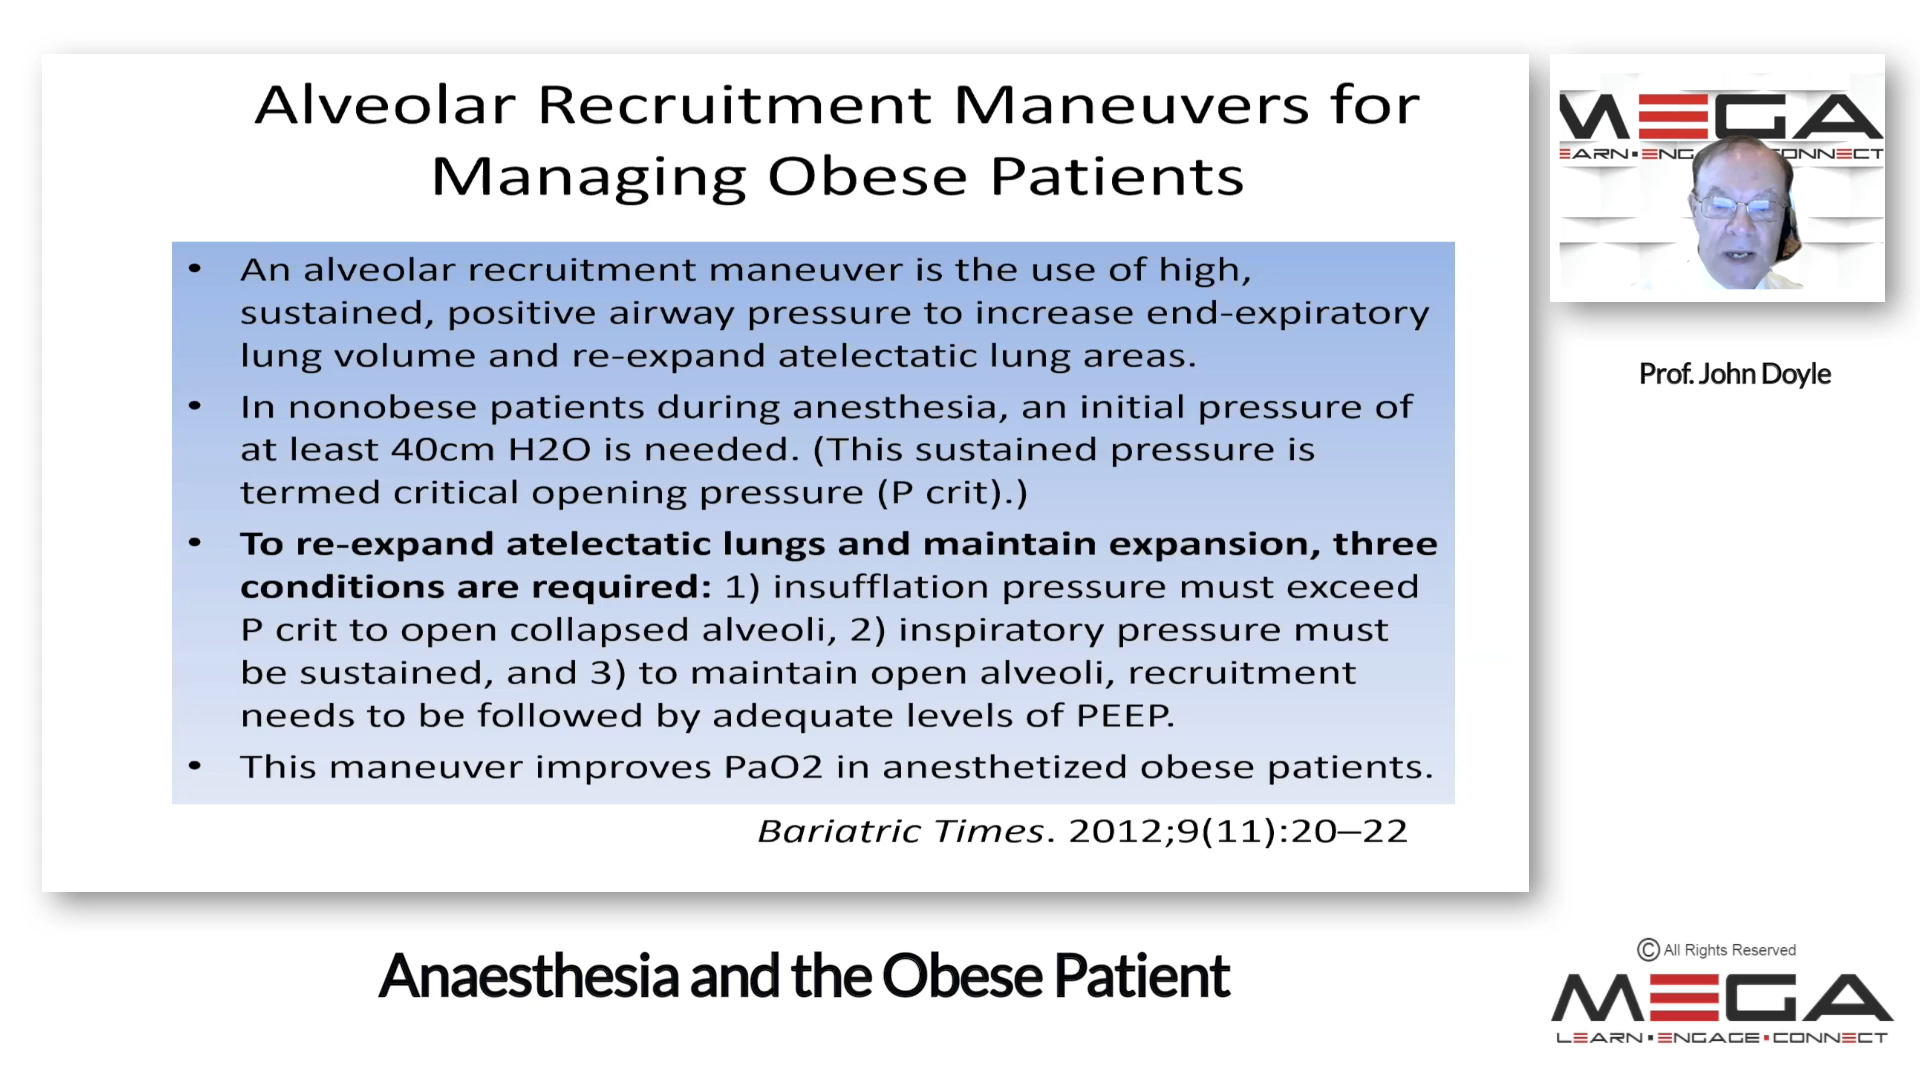 Alveolar Recruitment Maneuvers for
Managing Obese Patients
• An alveolar recruitment maneuver is the use of high,
sustained, positive airway pressure to increase end-expiratory
lung volume and re-expand atelectatic lung areas.
• In nonobese patients during anesthesia, an initial pressure of
at least 40cm H2O is needed. (This sustained pressure is
termed critical opening pressure (P crit).)
• To re-expand atelectatic lungs and maintain expansion, three
conditions are required: 1) insufflation pressure must exceed
P crit to open collapsed alveoli, 2) inspiratory pressure must
be sustained, and 3) to maintain open alveoli, recruitment
needs to be followed by adequate levels of PEEP.
• This maneuver improves PaO2 in anesthetized obese patients.
Bariatric Times. 2012;9(11):20–22
MEGA
Prof. John Doyle
Anaesthesia and the Obese Patient
© All Rights Reserved
MEGA
LEARN▪ENGAGE▪CONNECT